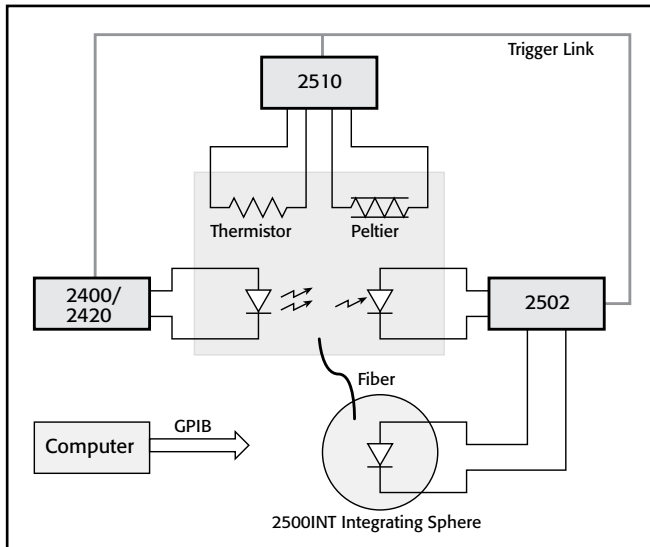 Trigger Link
2510
Thermistor
Peltier
2400/
2420
2502
Fiber
GPIB
Computer
2500INT Integrating Sphere